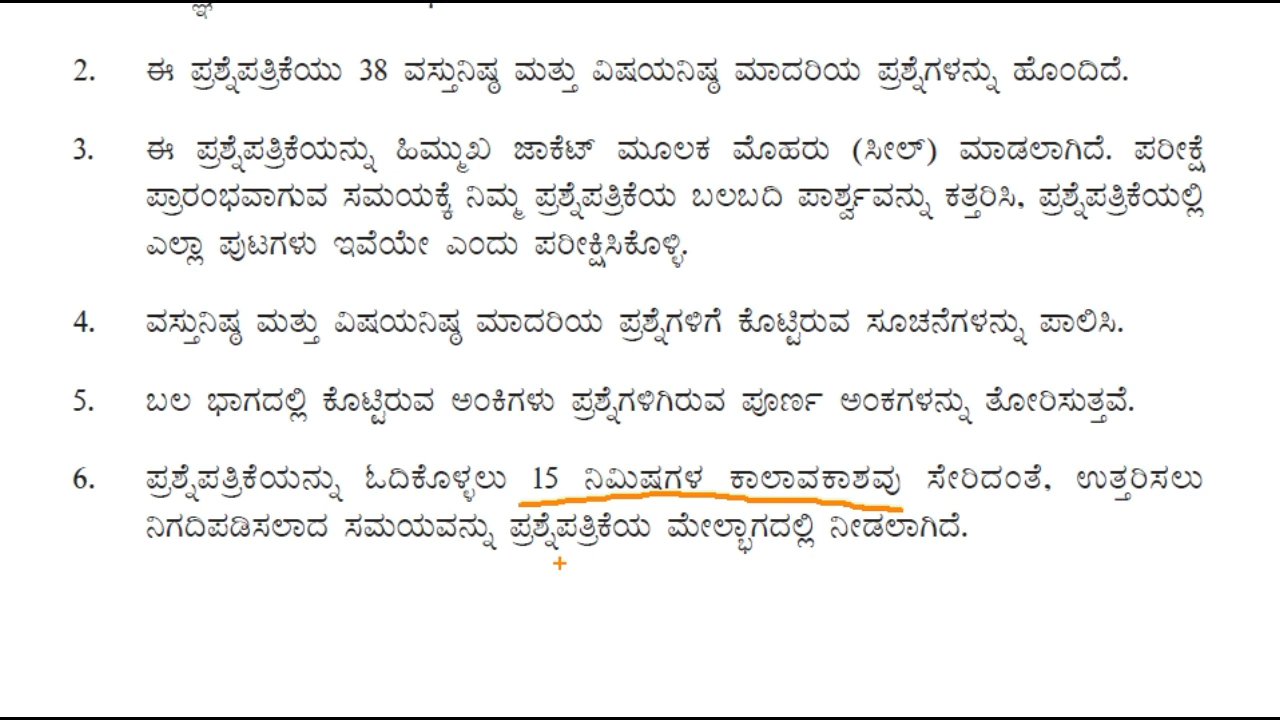 2. ಈ ಪ್ರಶ್ನೆಪತ್ರಿಕೆಯು 38 ವಸ್ತುನಿಷ್ಠ ಮತ್ತು ವಿಷಯನಿಷ್ಠ ಮಾದರಿಯ ಪ್ರಶ್ನೆಗಳನ್ನು ಹೊಂದಿದೆ.
3. ಈ ಪ್ರಶ್ನೆಪತ್ರಿಕೆಯನ್ನು ಹಿಮ್ಮುಖ ಜಾಕೆಟ್ ಮೂಲಕ ಮೊಹರು (ಸೀಲ್) ಮಾಡಲಾಗಿದೆ. ಪರೀಕ್ಷೆ
ಪ್ರಾರಂಭವಾಗುವ ಸಮಯಕ್ಕೆ ನಿಮ್ಮ ಪ್ರಶ್ನೆಪತ್ರಿಕೆಯ ಬಲಬದಿ ಪಾರ್ಶ್ವವನ್ನು ಕತ್ತರಿಸಿ, ಪ್ರಶ್ನೆಪತ್ರಿಕೆಯಲ್ಲಿ
ಎಲ್ಲಾ ಪುಟಗಳು ಇವೆಯೇ ಎಂದು ಪರೀಕ್ಷಿಸಿಕೊಳ್ಳಿ.
4. ವಸ್ತುನಿಷ್ಠ ಮತ್ತು ವಿಷಯನಿಷ್ಠ ಮಾದರಿಯ ಪ್ರಶ್ನೆಗಳಿಗೆ ಕೊಟ್ಟಿರುವ ಸೂಚನೆಗಳನ್ನು ಪಾಲಿಸಿ.
5. ಬಲ ಭಾಗದಲ್ಲಿ ಕೊಟ್ಟಿರುವ ಅಂಕಿಗಳು ಪ್ರಶ್ನೆಗಳಿಗಿರುವ ಪೂರ್ಣ ಅಂಕಗಳನ್ನು ತೋರಿಸುತ್ತವೆ.
6. ಪ್ರಶ್ನೆಪತ್ರಿಕೆಯನ್ನು ಓದಿಕೊಳ್ಳಲು 15 ನಿಮಿಷಗಳ ಕಾಲಾವಕಾಶವು ಸೇರಿದಂತೆ, ಉತ್ತರಿಸಲು
ನಿಗದಿಪಡಿಸಲಾದ ಸಮಯವನ್ನು ಪ್ರಶ್ನೆಪತ್ರಿಕೆಯ ಮೇಲ್ಭಾಗದಲ್ಲಿ ನೀಡಲಾಗಿದೆ.